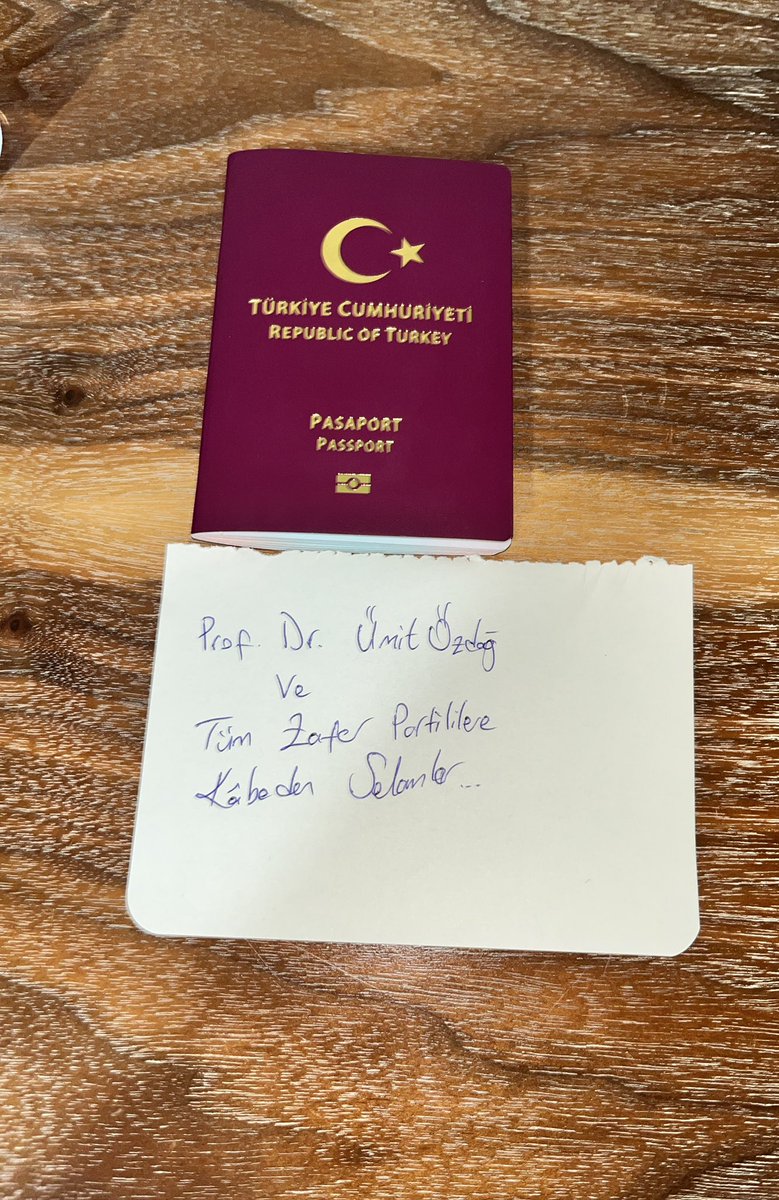 TÜRKİYE CUMHURİYETİ
REPUBLIC OF TURKEY
PASAPORT
PASSPORT
Prof. Dr. Ümit Özdağ
Ve
Tüm Zafer Partililere
Kâbeden Selamlar...